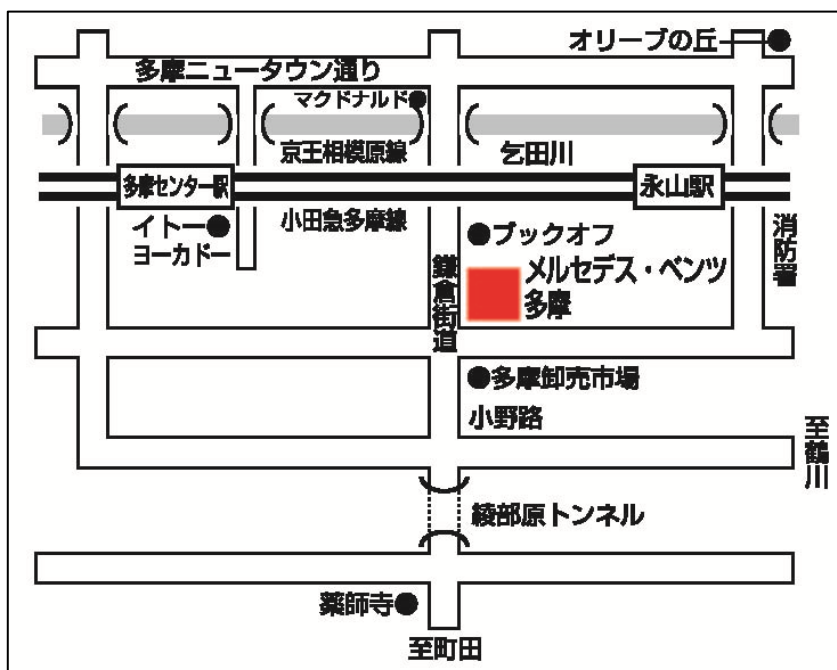 オリーブの丘
多摩ニュータウン通り
マクドナルド
京王相模原線
乞田川
多摩センター駅
永山駅
イトー
ヨーカドー
小田急多摩線
ブックオフ
消防署
メルセデス・ベンツ
多摩
鎌倉街道
多摩卸売市場
小野路
至鶴川
綾部原トンネル
薬師寺
至町田